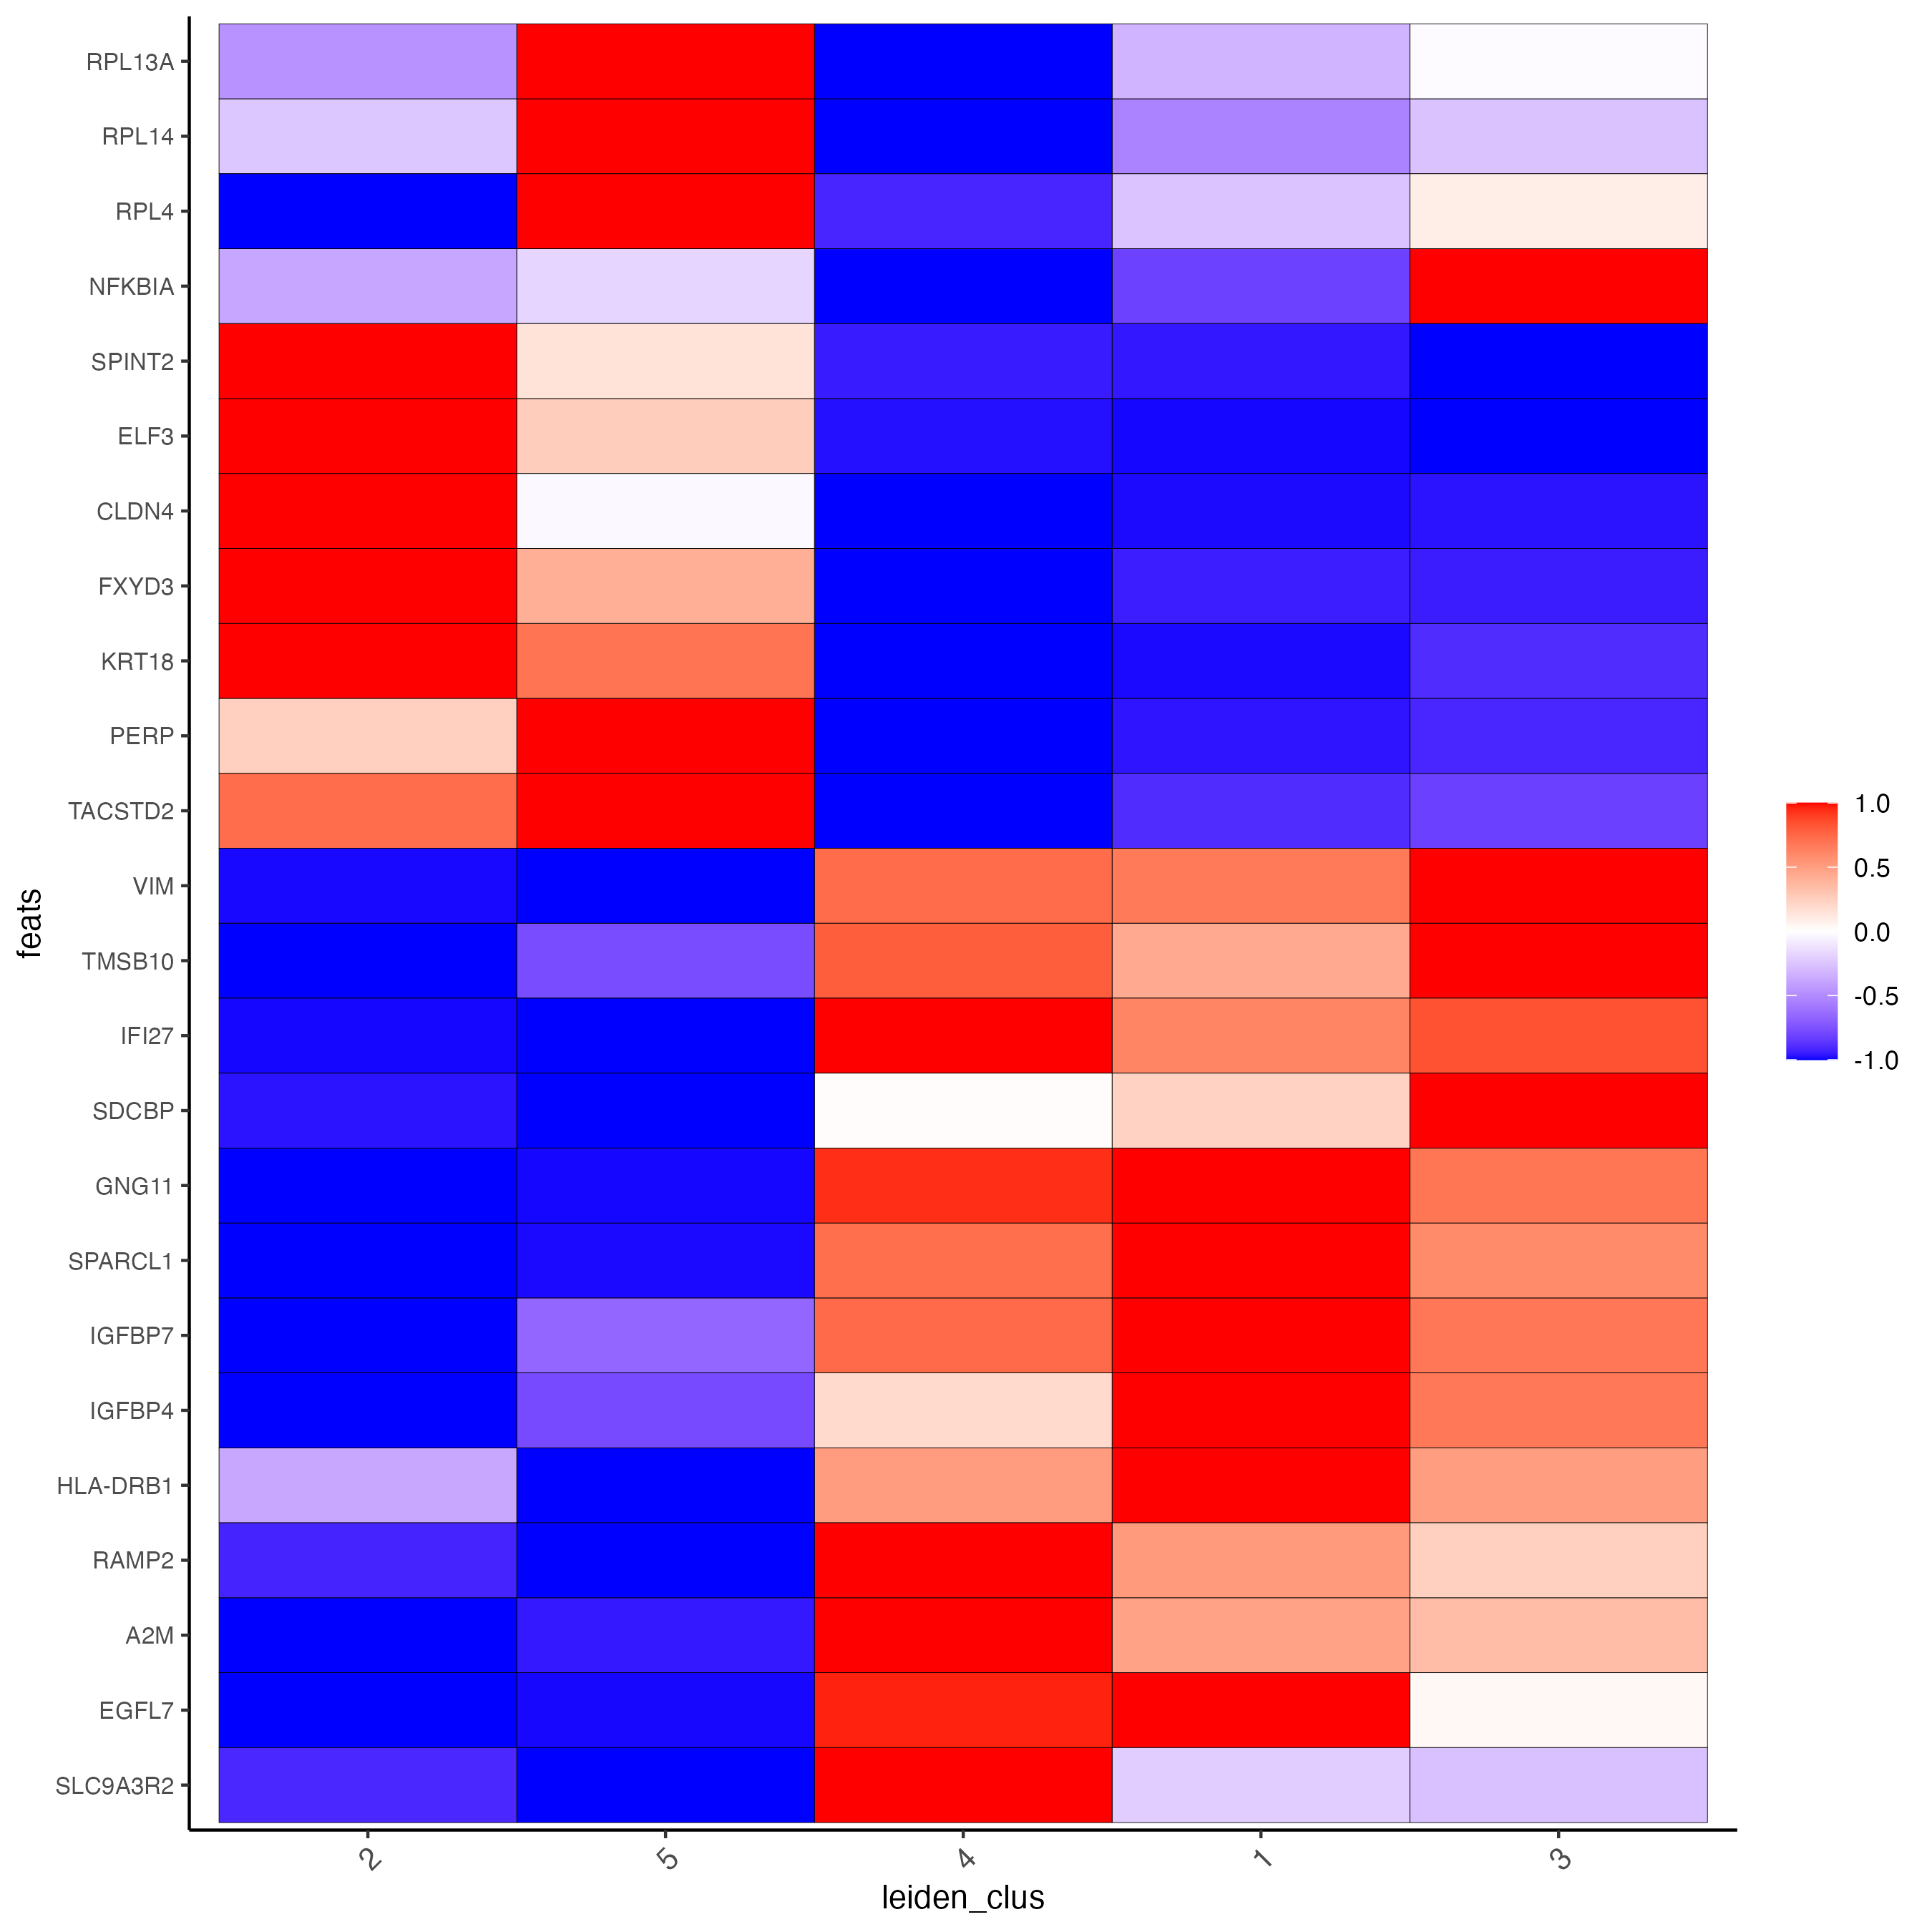 RPL13A
RPL14
RPL4
NFKBIA
SPINT2
ELF3
CLDN4
FXYD3
KRT18
PERP
TACSTD2
VIM
TMSB10
IFI27
SDCBP
GNG11
SPARCL1
IGFBP7
IGFBP4
HLA-DRB1
RAMP2
A2M
EGFL7
SLC9A3R2
feats
2 5 4 1 3
leiden_clus
1.0
0.5
0.0
-0.5
-1.0